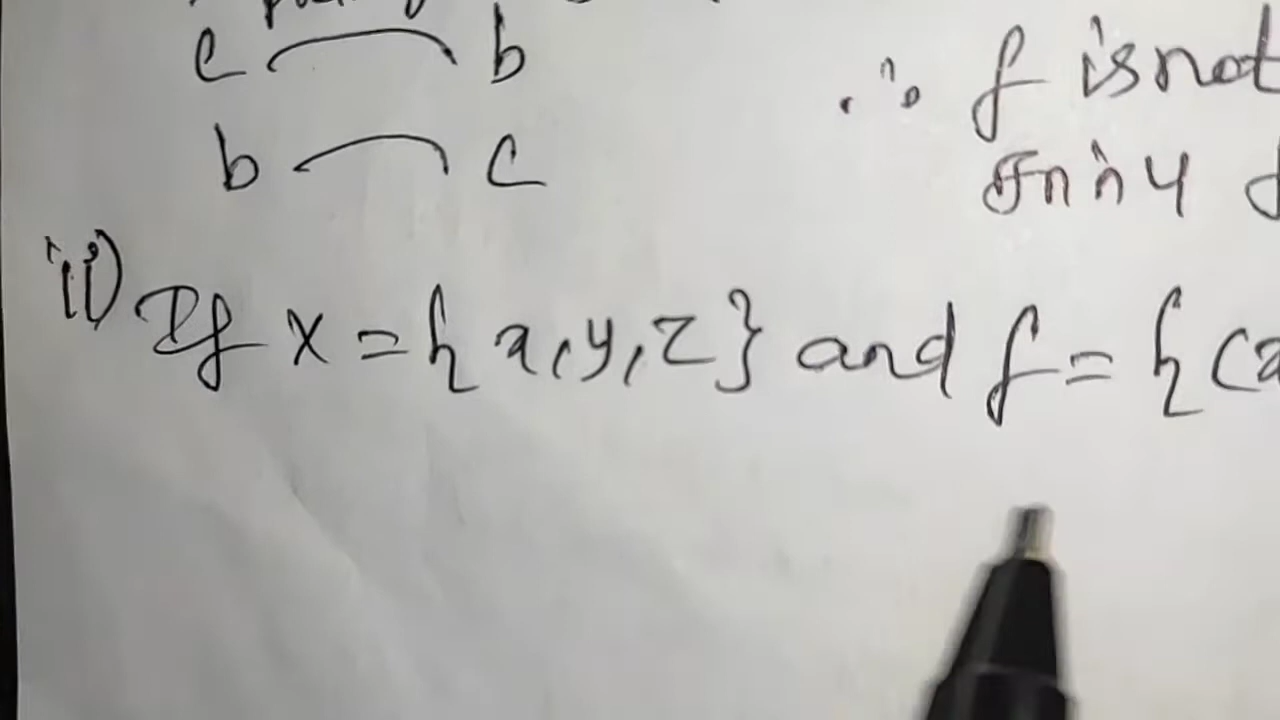 c b
∴ f is not
b c
ii) If X = { x, y, z } and f = { (x